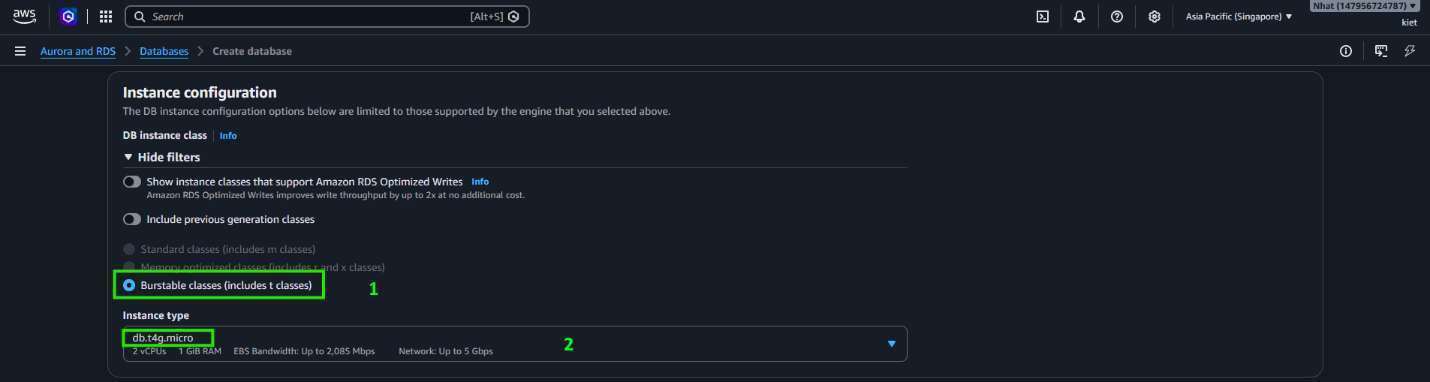 aws
Search
[Alt+S]
Asia Pacific (Singapore)
Nhat (147956724787)
kiet
Aurora and RDS > Databases > Create database
Instance configuration
The DB instance configuration options below are limited to those supported by the engine that you selected above.
DB instance class | Info
Hide filters
Show instance classes that support Amazon RDS Optimized Writes Info
Amazon RDS Optimized Writes improves write throughput by up to 2x at no additional cost.
Include previous generation classes
Standard classes (includes m classes)
Memory optimized classes (includes r and x classes)
Burstable classes (includes t classes)
1
Instance type
db.t4g.micro
2
2 vCPUs 1 GiB RAM EBS Bandwidth: Up to 2,085 Mbps Network: Up to 5 Gbps